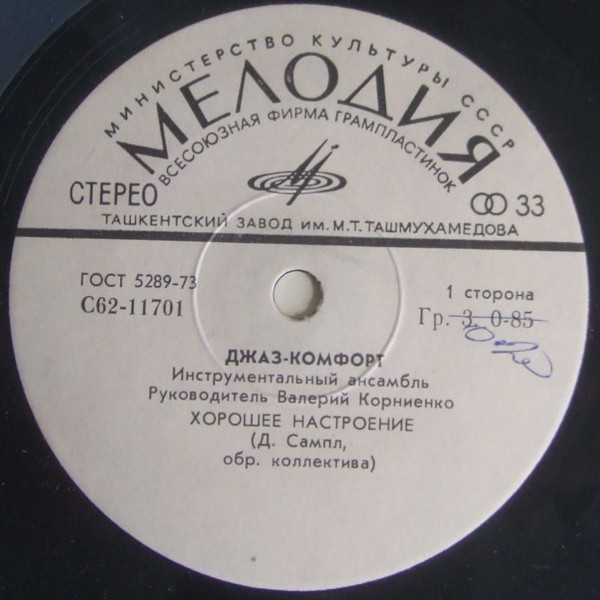 МИНИСТЕРСТВО КУЛЬТУРЫ СССР
МЕЛОДИЯ
ВСЕСОЮЗНАЯ ФИРМА ГРАМПЛАСТИНОК
СТЕРЕО
33
ТАШКЕНТСКИЙ ЗАВОД ИМ. М.Т. ТАШМУХАМЕДОВА
ГОСТ 5289-73
С62-11701
1 сторона
Гр. 3. 0-85
ДЖАЗ-КОМФОРТ
Инструментальный ансамбль
Руководитель Валерий Корниенко
ХОРОШЕЕ НАСТРОЕНИЕ
(Д. Сампл,
обр. коллектива)